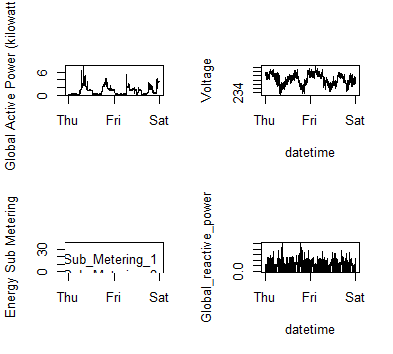 Global Active Power (kilowatt
6
0
Thu Fri Sat
Voltage
234
Thu Fri Sat
datetime
Energy Sub Metering
30
0
Sub_Metering_1
Thu Fri Sat
Global_reactive_power
0.0
Thu Fri Sat
datetime